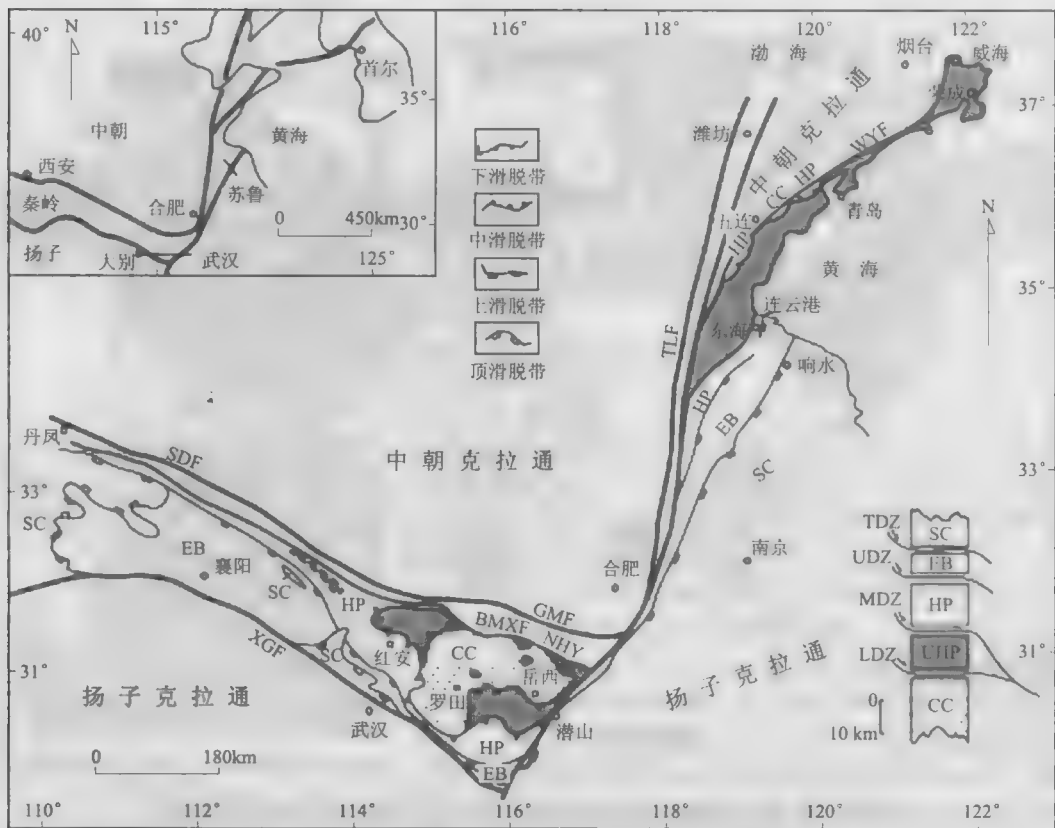 40°
115°
N
首尔
35°
中朝
黄海
西安
苏鲁
秦岭
合肥
0 450km
30°
扬子
大别
武汉
125°
118°
120°
122°
渤海
烟台
威海
荣成
37°
潍坊
中朝克拉通
WYF
HP
CC
五连
HP
青岛
N
黄海
下滑脱带
中滑脱带
上滑脱带
顶滑脱带
35°
连云港
东海
TLF
响水
HP
EB
SC
丹凤
SDF
中朝克拉通
33°
33°
SC
EB
襄阳
SC
HP
南京
合肥
GMF
BMXF
NHY
TDZ SC
UDZ EB
MDZ HP
LDZ UHP
CC
0
10 km
31°
31°
XGF
SC
红安
CC
岳西
罗田
扬子克拉通
扬子克拉通
武汉
潜山
HP
EB
0 180km
110° 112° 114° 116° 118° 120° 122°